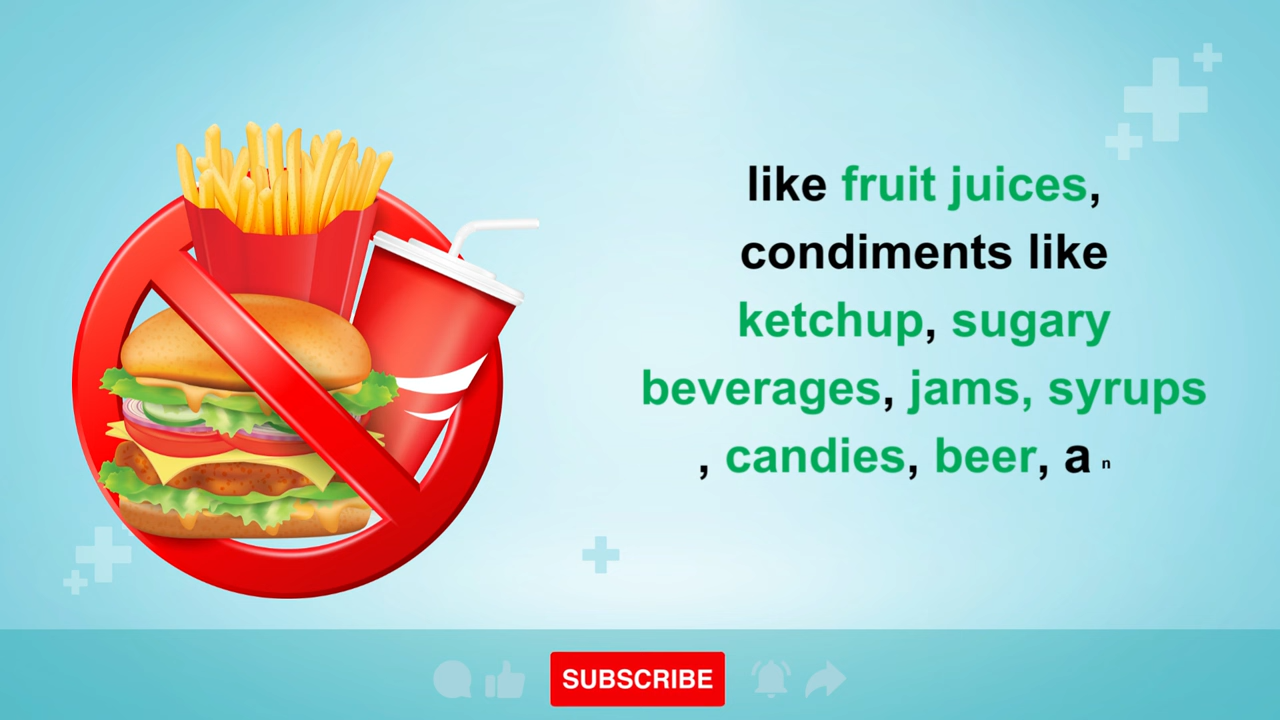 like fruit juices,
condiments like
ketchup, sugary
beverages, jams, syrups
, candies, beer, a n
SUBSCRIBE